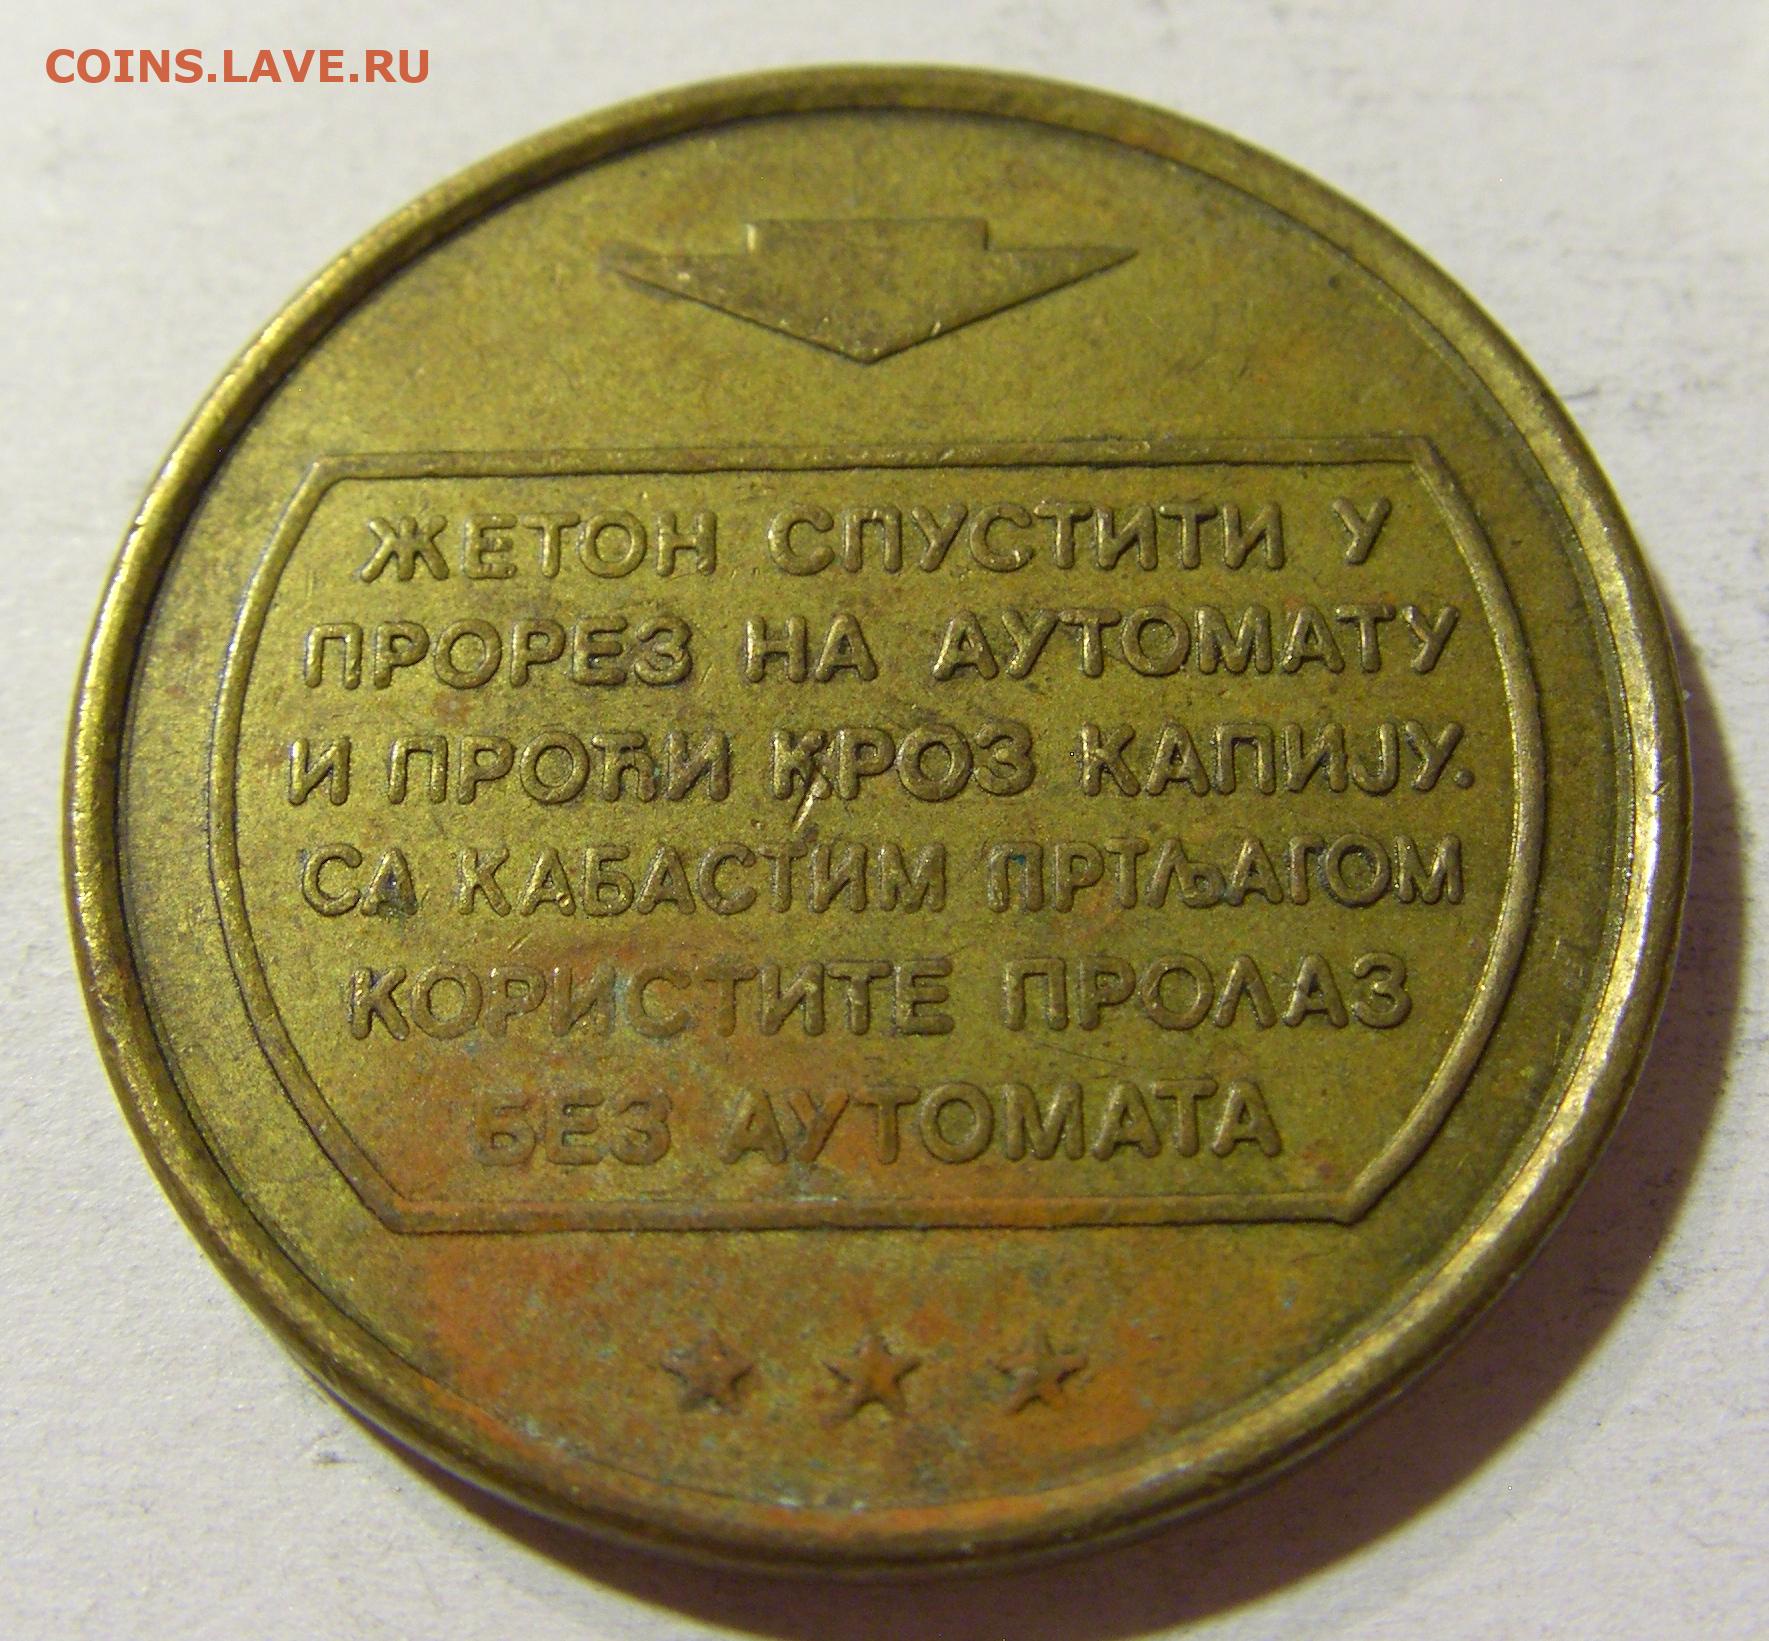 COINS.LAVE.RU
ЖЕТОН СПУСТИТИ У
ПРОРЕЗ НА АУТОМАТУ
И ПРОЋИ КРОЗ КАПИЈУ.
СА КАБАСТИМ ПРТЉАГОМ
КОРИСТИТЕ ПРОЛАЗ
БЕЗ АУТОМАТА